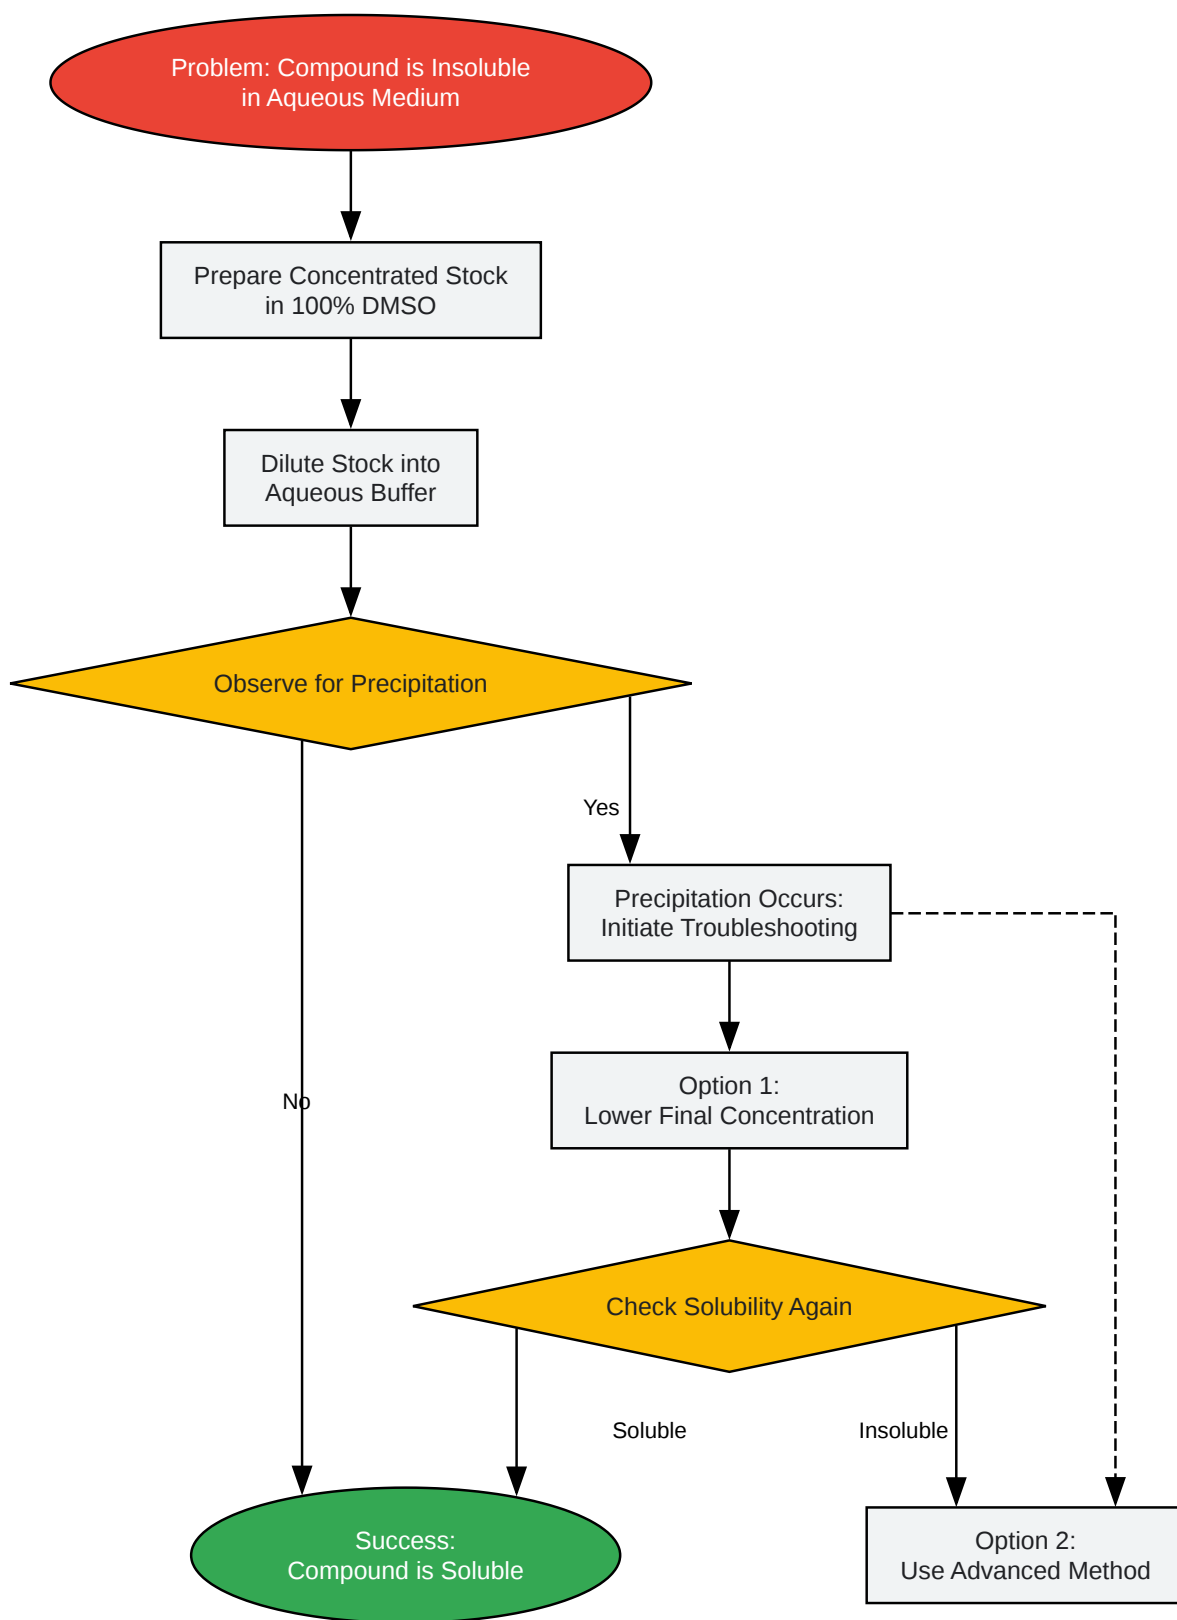 Problem: Compound is Insoluble
in Aqueous Medium
Prepare Concentrated Stock
in 100% DMSO
Dilute Stock into
Aqueous Buffer
Observe for Precipitation
Yes
Precipitation Occurs:
Initiate Troubleshooting
No
Option 1:
Lower Final Concentration
Check Solubility Again
Soluble
Insoluble
Success:
Compound is Soluble
Option 2:
Use Advanced Method